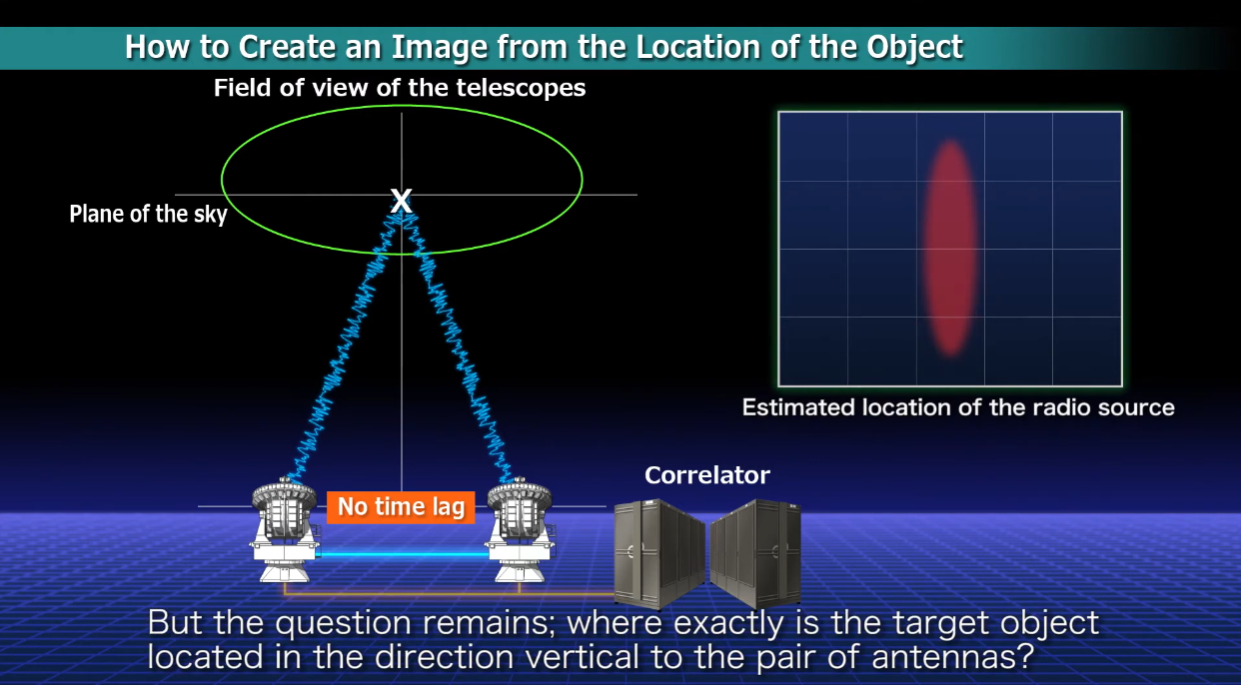 How to Create an Image from the Location of the Object
Field of view of the telescopes
X
Plane of the sky
Estimated location of the radio source
Correlator
No time lag
But the question remains; where exactly is the target object
located in the direction vertical to the pair of antennas?